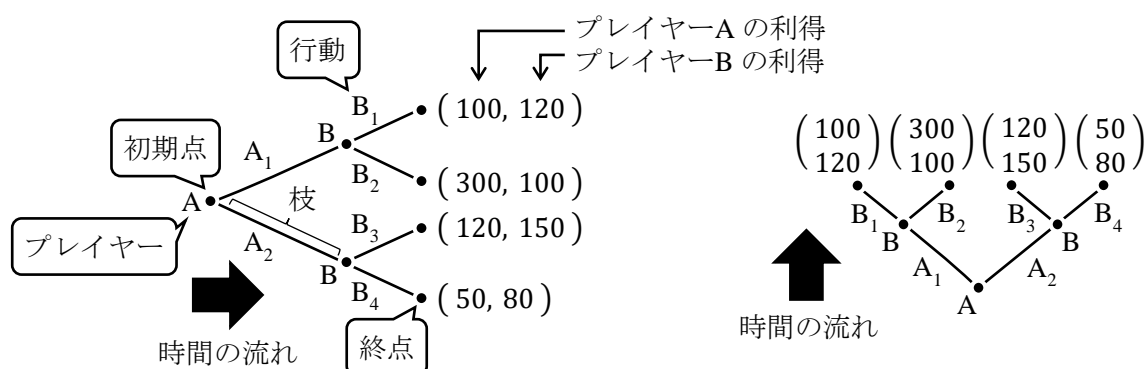 プレイヤーA の利得
プレイヤーB の利得
行動
B1
( 100, 120 )
初期点
A1
B
B2
(300, 100)
A
枝
プレイヤー
A2
B3
(120, 150)
B
B4
(50, 80)
時間の流れ
終点
(100 120) (300 100) (120 150) (50 80)
B1 B2 B3 B4
B B
A1 A2
A
時間の流れ